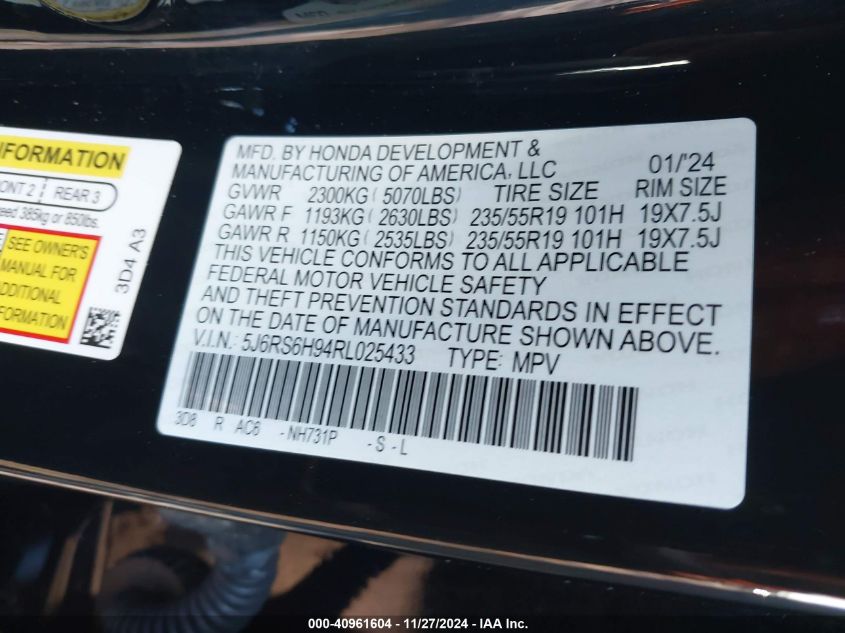 NFORMATION
ONT 2 REAR 3
eed 385kg or 850lbs.
SEE OWNER'S
MANUAL FOR
ADDITIONAL
FORMATION
3D4 A3
MFD. BY HONDA DEVELOPMENT &
MANUFACTURING OF AMERICA, LLC 01/'24
GVWR 2300KG ( 5070LBS) TIRE SIZE RIM SIZE
GAWR F 1193KG ( 2630LBS) 235/55R19 101H 19X7.5J
GAWR R 1150KG ( 2535LBS) 235/55R19 101H 19X7.5J
THIS VEHICLE CONFORMS TO ALL APPLICABLE
FEDERAL MOTOR VEHICLE SAFETY
AND THEFT PREVENTION STANDARDS IN EFFECT
ON THE DATE OF MANUFACTURE SHOWN ABOVE.
V.I.N.: 5J6RS6H94RL025433 TYPE: MPV
3D8 R AC6 -NH731P -S-L
000-40961604 — 11/27/2024 — IAA Inc.